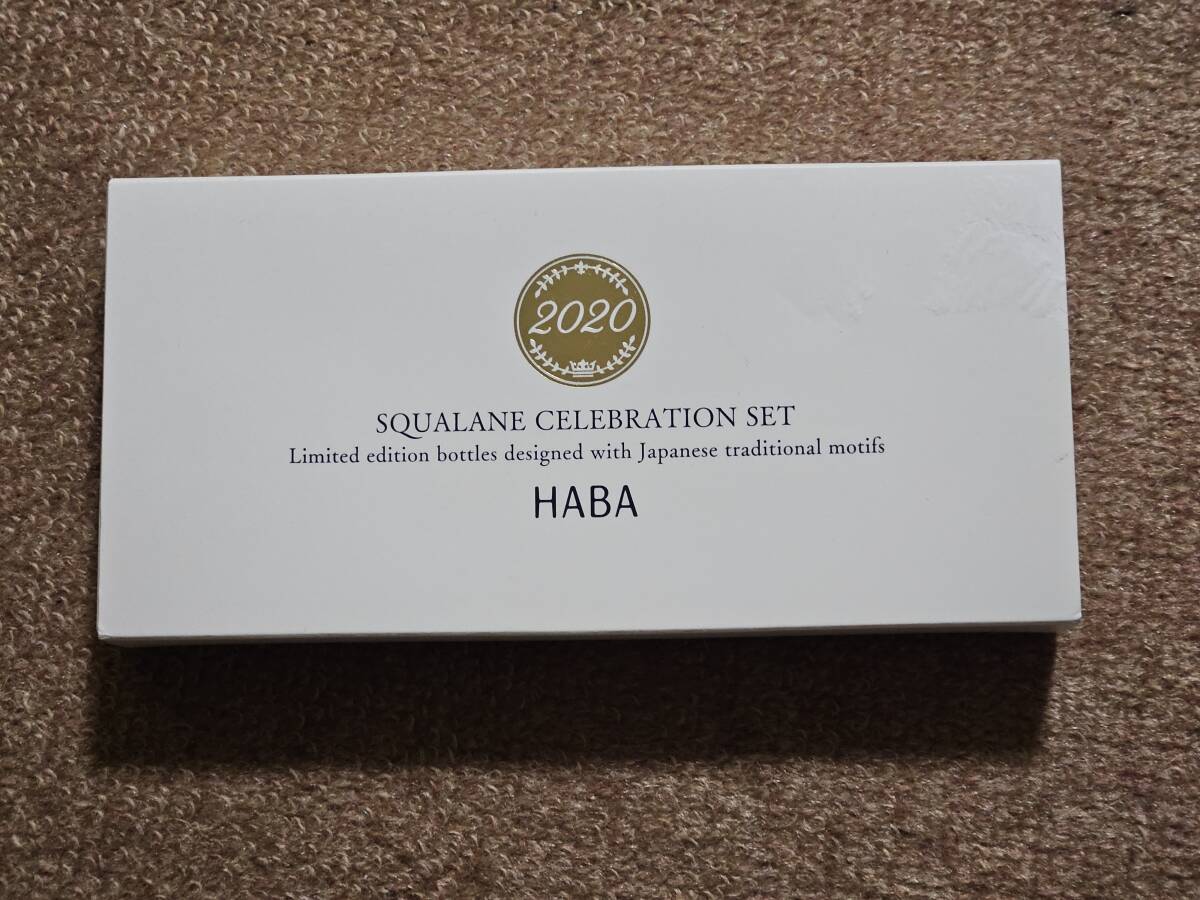 2020
SQUALANE CELEBRATION SET
Limited edition bottles designed with Japanese traditional motifs
HABA